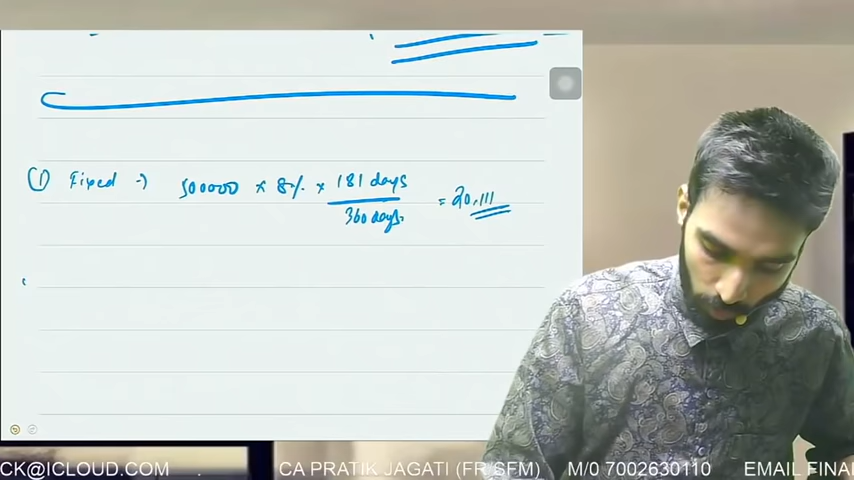 ① Fixed → 500000 × 8% × 181 days = 20,111
360 days.
CK@ICLOUD.COM . CA PRATIK JAGATI (FR,SFM) M/0 7002630110 EMAIL FINA